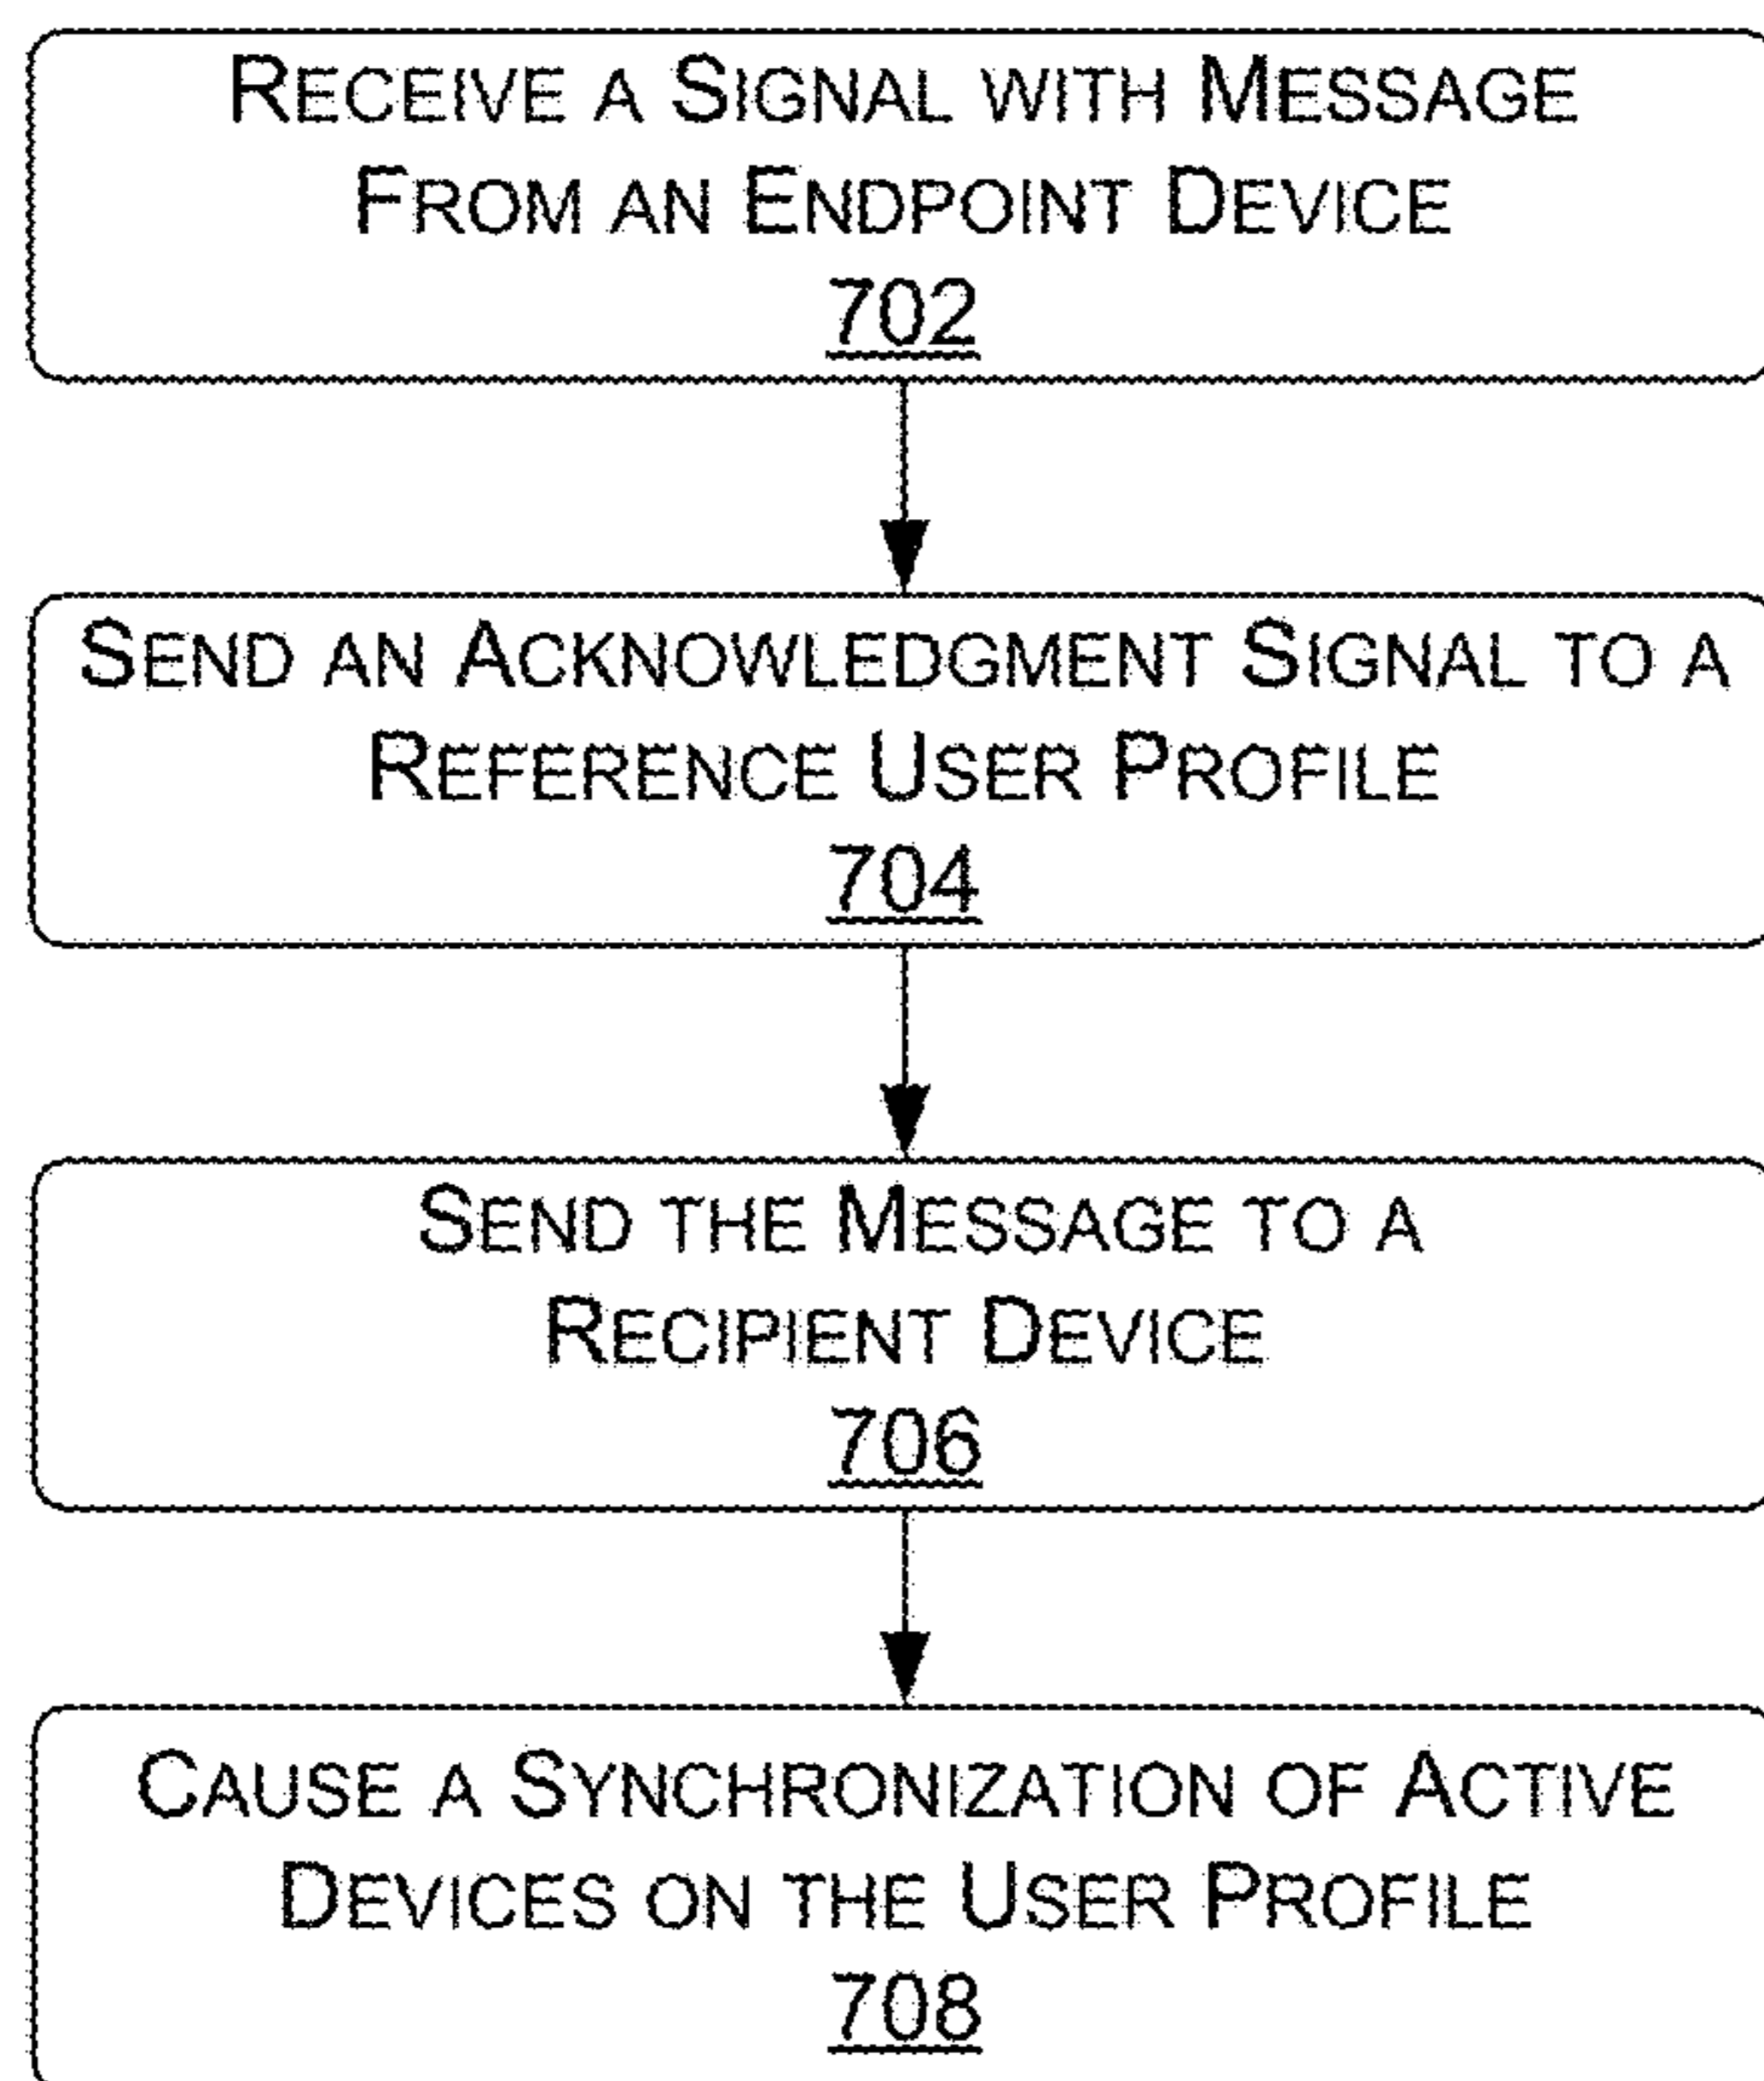 RECEIVE A SIGNAL WITH MESSAGE
FROM AN ENDPOINT DEVICE
702
SEND AN ACKNOWLEDGMENT SIGNAL TO A
REFERENCE USER PROFILE
704
SEND THE MESSAGE TO A
RECIPIENT DEVICE
706
CAUSE A SYNCHRONIZATION OF ACTIVE
DEVICES ON THE USER PROFILE
708